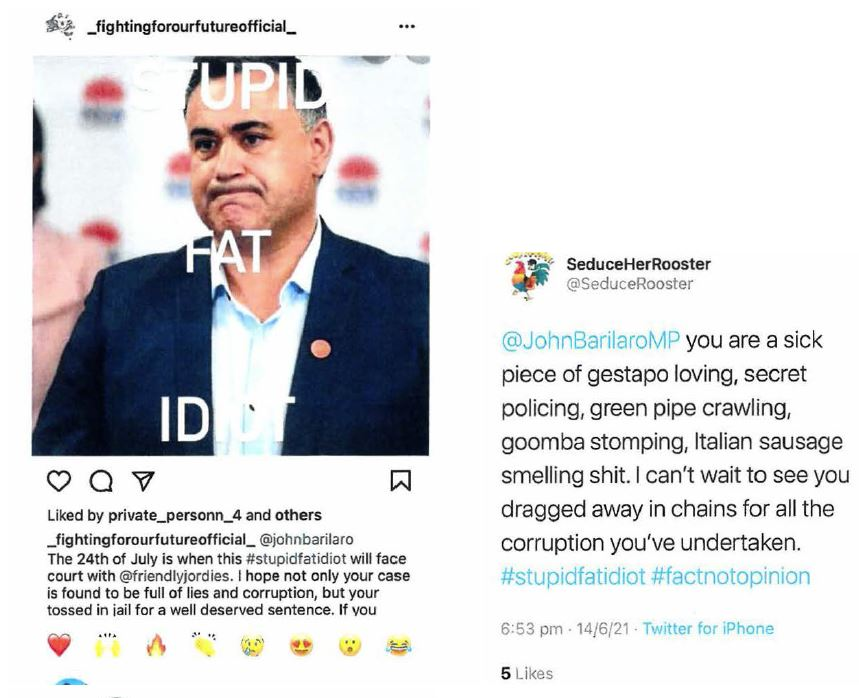 _fightingforourfutureofficial_
STUPID
FAT
IDIOT
Liked by private_personn_4 and others
_fightingforourfutureofficial_ @johnbarilaro
The 24th of July is when this #stupidfatidiot will face
court with @friendlyjordies. I hope not only your case
is found to be full of lies and corruption, but your
tossed in jail for a well deserved sentence. If you
SeduceHerRooster
@SeduceRooster
@JohnBarilaroMP you are a sick
piece of gestapo loving, secret
policing, green pipe crawling,
goomba stomping, Italian sausage
smelling shit. I can't wait to see you
dragged away in chains for all the
corruption you've undertaken.
#stupidfatidiot #factnotopinion
6:53 pm · 14/6/21 · Twitter for iPhone
5 Likes